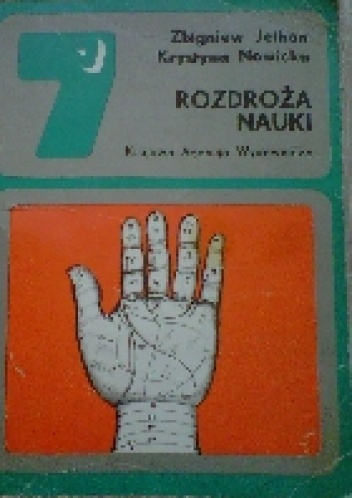 7
Zbigniew Jethon
Krystyna Nowicka
ROZDROŻA
NAUKI
Krajowa Agencja Wydawnicza